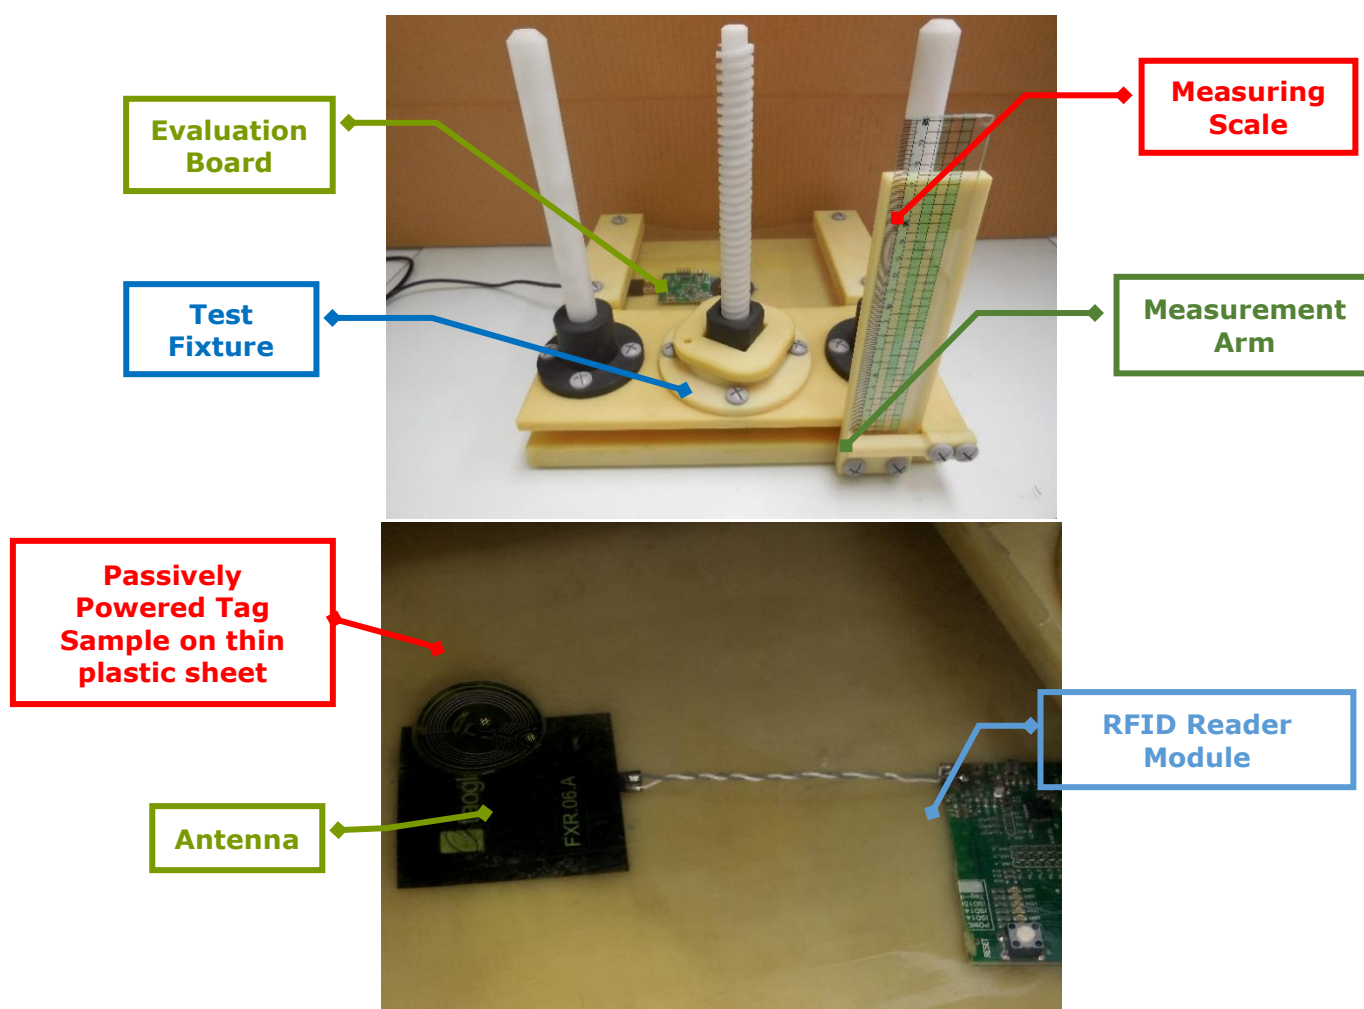 Evaluation
Board
Measuring
Scale
Test
Fixture
Measurement
Arm
Passively
Powered Tag
Sample on thin
plastic sheet
RFID Reader
Module
Antenna
FXR.06.A
RESET